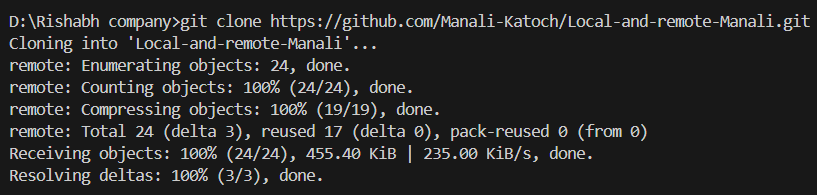 D:\Rishabh company>git clone https://github.com/Manali-Katoch/Local-and-remote-Manali.git
Cloning into 'Local-and-remote-Manali'...
remote: Enumerating objects: 24, done.
remote: Counting objects: 100% (24/24), done.
remote: Compressing objects: 100% (19/19), done.
remote: Total 24 (delta 3), reused 17 (delta 0), pack-reused 0 (from 0)
Receiving objects: 100% (24/24), 455.40 KiB | 235.00 KiB/s, done.
Resolving deltas: 100% (3/3), done.